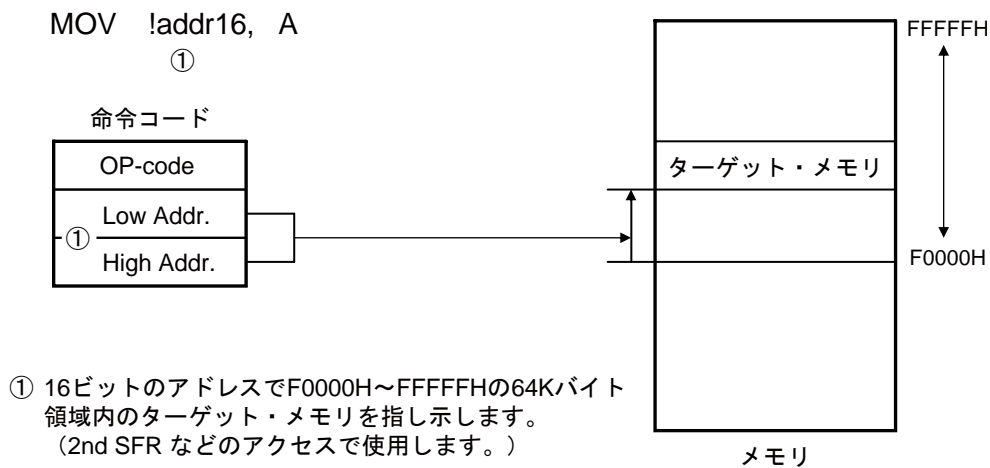 MOV !addr16, A
①
命令コード
OP-code
Low Addr.
①
High Addr.
FFFFFH
ターゲット・メモリ
F0000H
メモリ
① 16ビットのアドレスでF0000H～FFFFFHの64Kバイト
領域内のターゲット・メモリを指し示します。
（2nd SFR などのアクセスで使用します。）